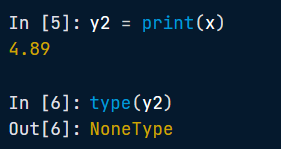 In [5]: y2 = print(x)
4.89
In [6]: type(y2)
Out[6]: NoneType